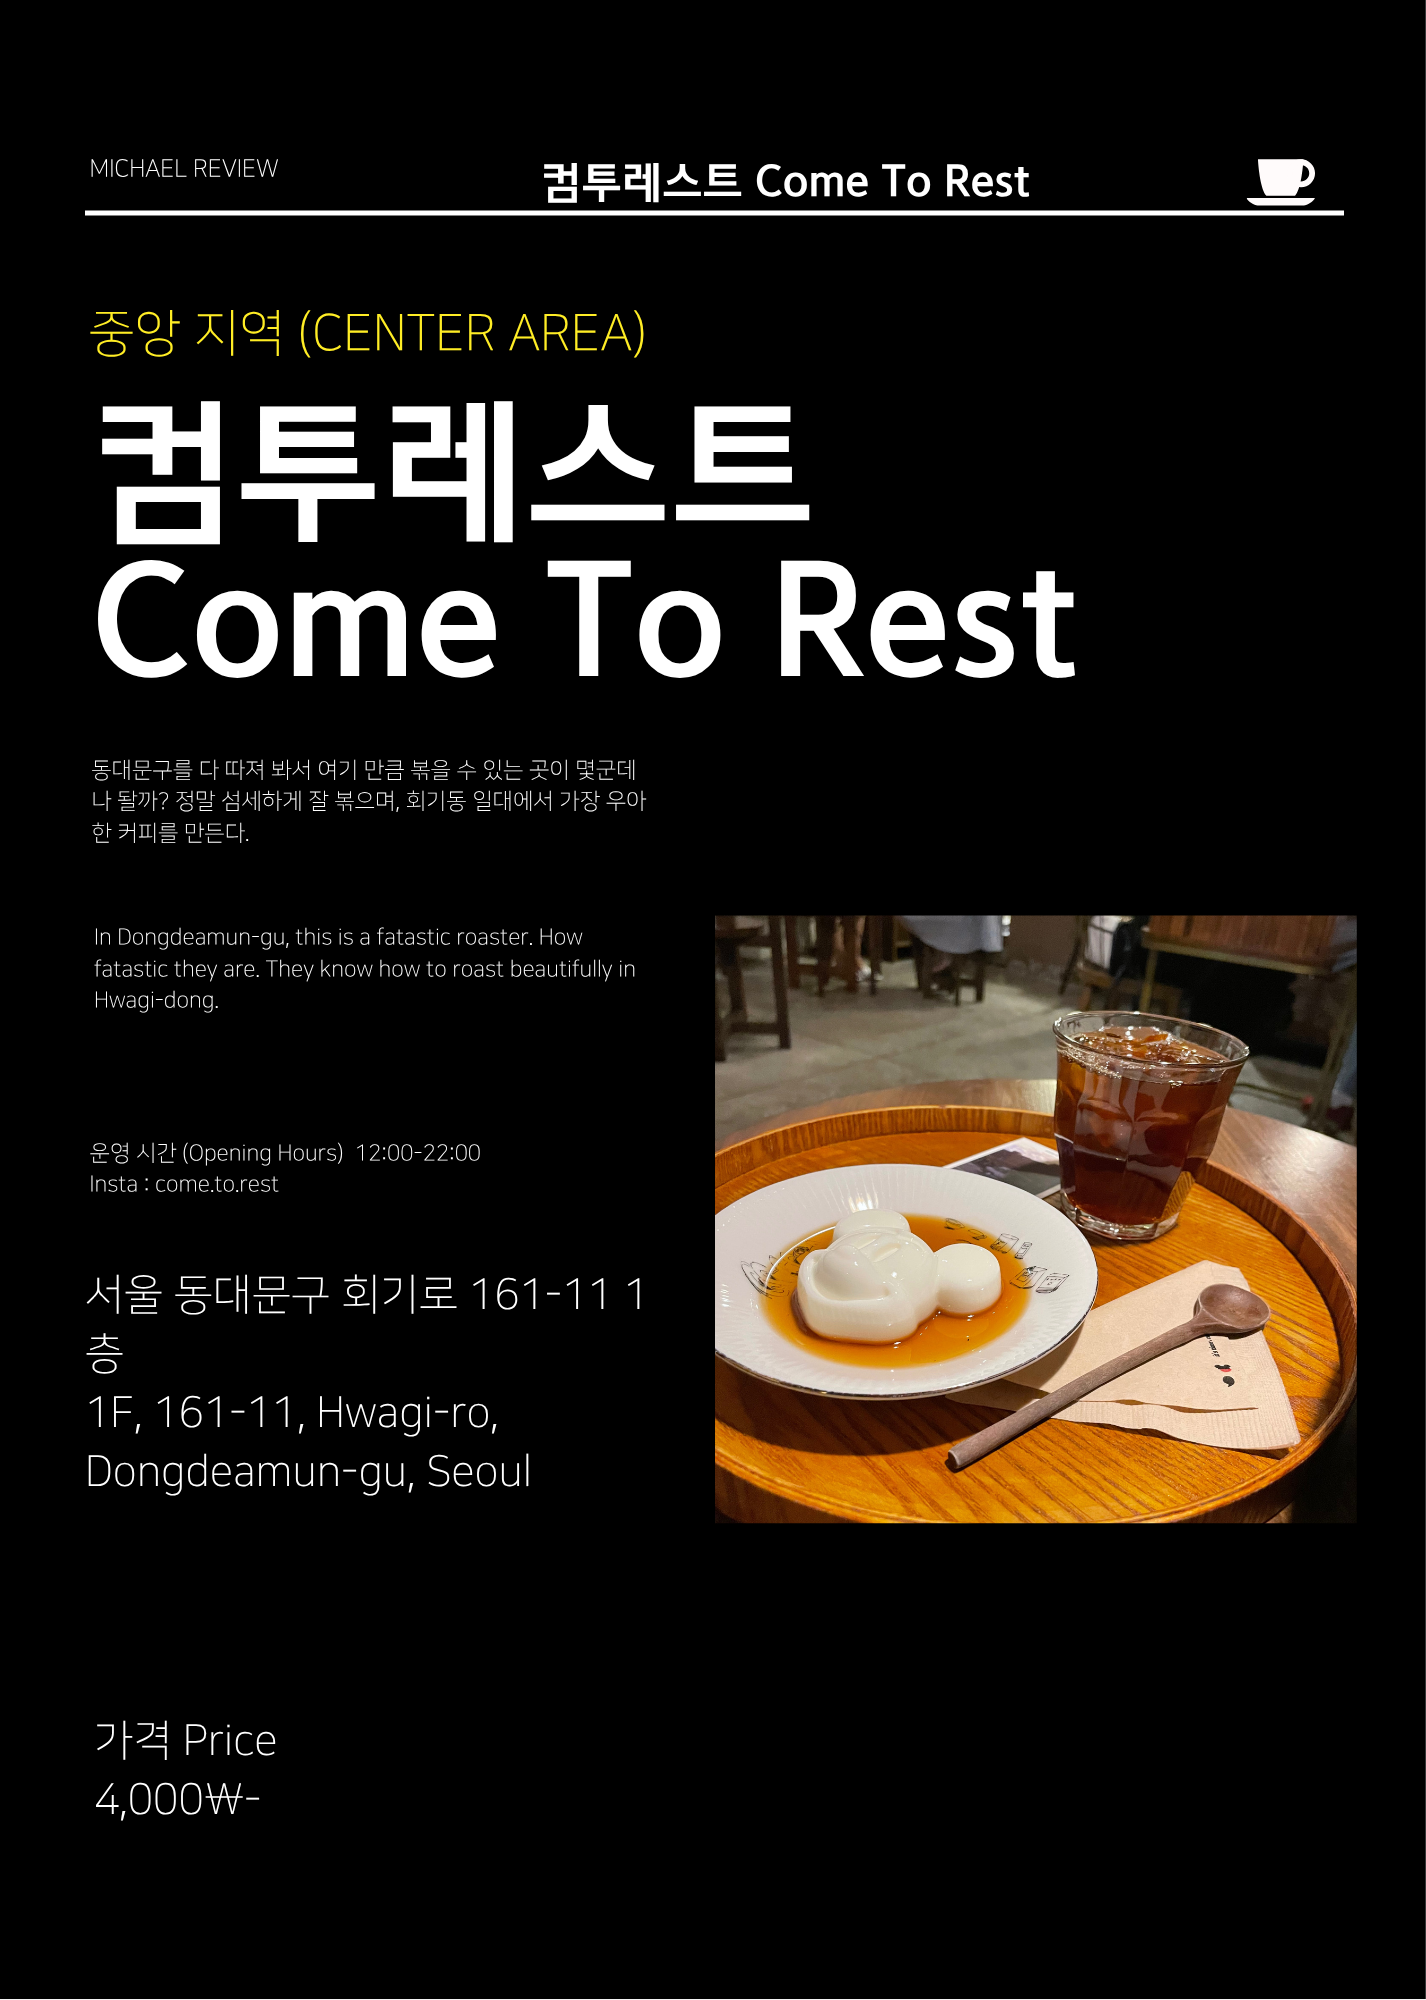 MICHAEL REVIEW
컴투레스트 Come To Rest
중앙 지역 (CENTER AREA)
컴투레스트
Come To Rest
동대문구를 다 따져 봐서 여기 만큼 볶을 수 있는 곳이 몇군데
나 될까? 정말 섬세하게 잘 볶으며, 회기동 일대에서 가장 우아
한 커피를 만든다.
In Dongdeamun-gu, this is a fatastic roaster. How
fatastic they are. They know how to roast beautifully in
Hwagi-dong.
운영 시간 (Opening Hours)  12:00-22:00
Insta : come.to.rest
서울 동대문구 회기로 161-11 1
층
1F, 161-11, Hwagi-ro,
Dongdeamun-gu, Seoul
가격 Price
4,000₩-